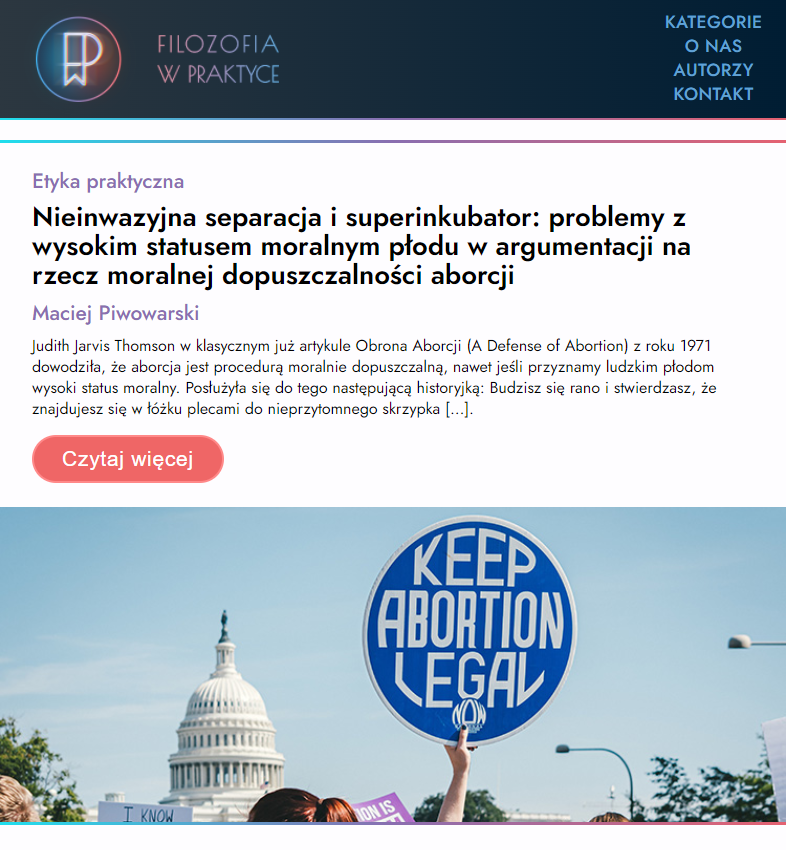 FILOZOFIA
W PRAKTYCE
KATEGORIE
O NAS
AUTORZY
KONTAKT
Etyka praktyczna
Nieinwazyjna separacja i superinkubator: problemy z
wysokim statusem moralnym płodu w argumentacji na
rzecz moralnej dopuszczalności aborcji
Maciej Piwowarski
Judith Jarvis Thomson w klasycznym już artykule Obrona Aborcji (A Defense of Abortion) z roku 1971
dowodziła, że aborcja jest procedurą moralnie dopuszczalną, nawet jeśli przyznamy ludzkim płodom
wysoki status moralny. Posłużyła się do tego następującą historyjką: Budzisz się rano i stwierdzasz, że
znajdujesz się w łóżku plecami do nieprzytomnego skrzypka [...].
Czytaj więcej
KEEP
ABORTION
LEGAL
NOW
ION IS
I KNOW